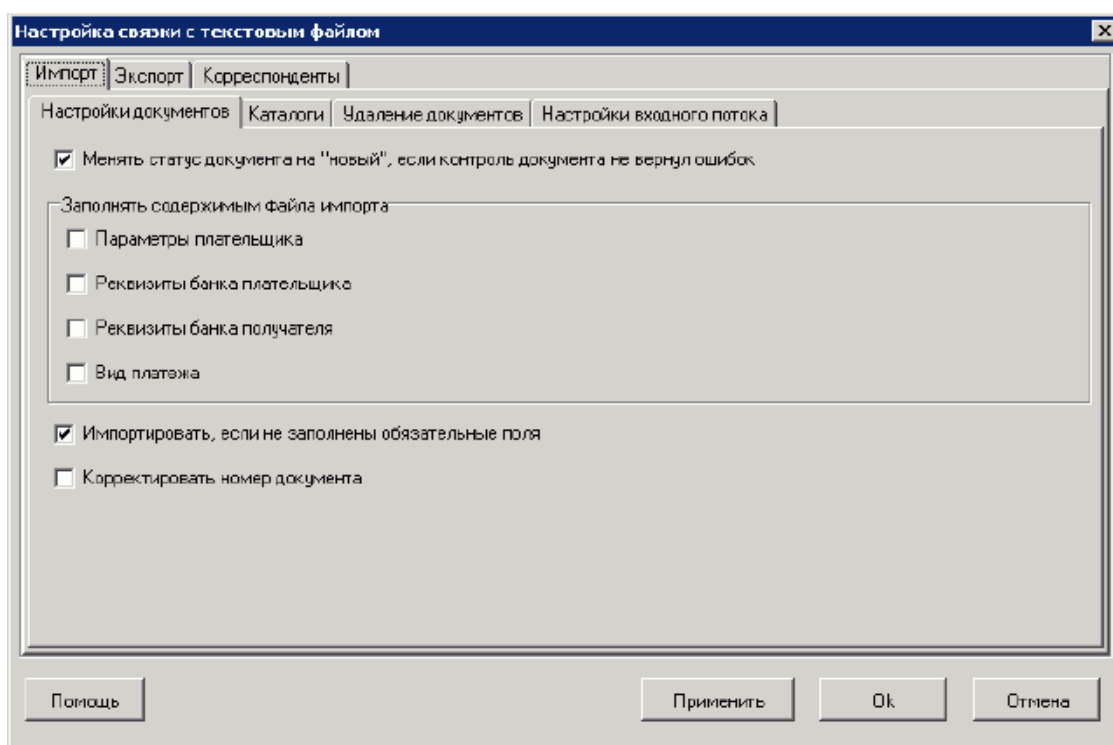 Настройка связки с текстовым файлом
Импорт Экспорт Корреспонденты
Настройки документов Каталоги Удаление документов Настройки входного потока
Менять статус документа на "новый", если контроль документа не вернул ошибок
Заполнять содержимым файла импорта
Параметры плательщика
Реквизиты банка плательщика
Реквизиты банка получателя
Вид платежа
Импортировать, если не заполнены обязательные поля
Корректировать номер документа
Помощь Применить Ok Отмена